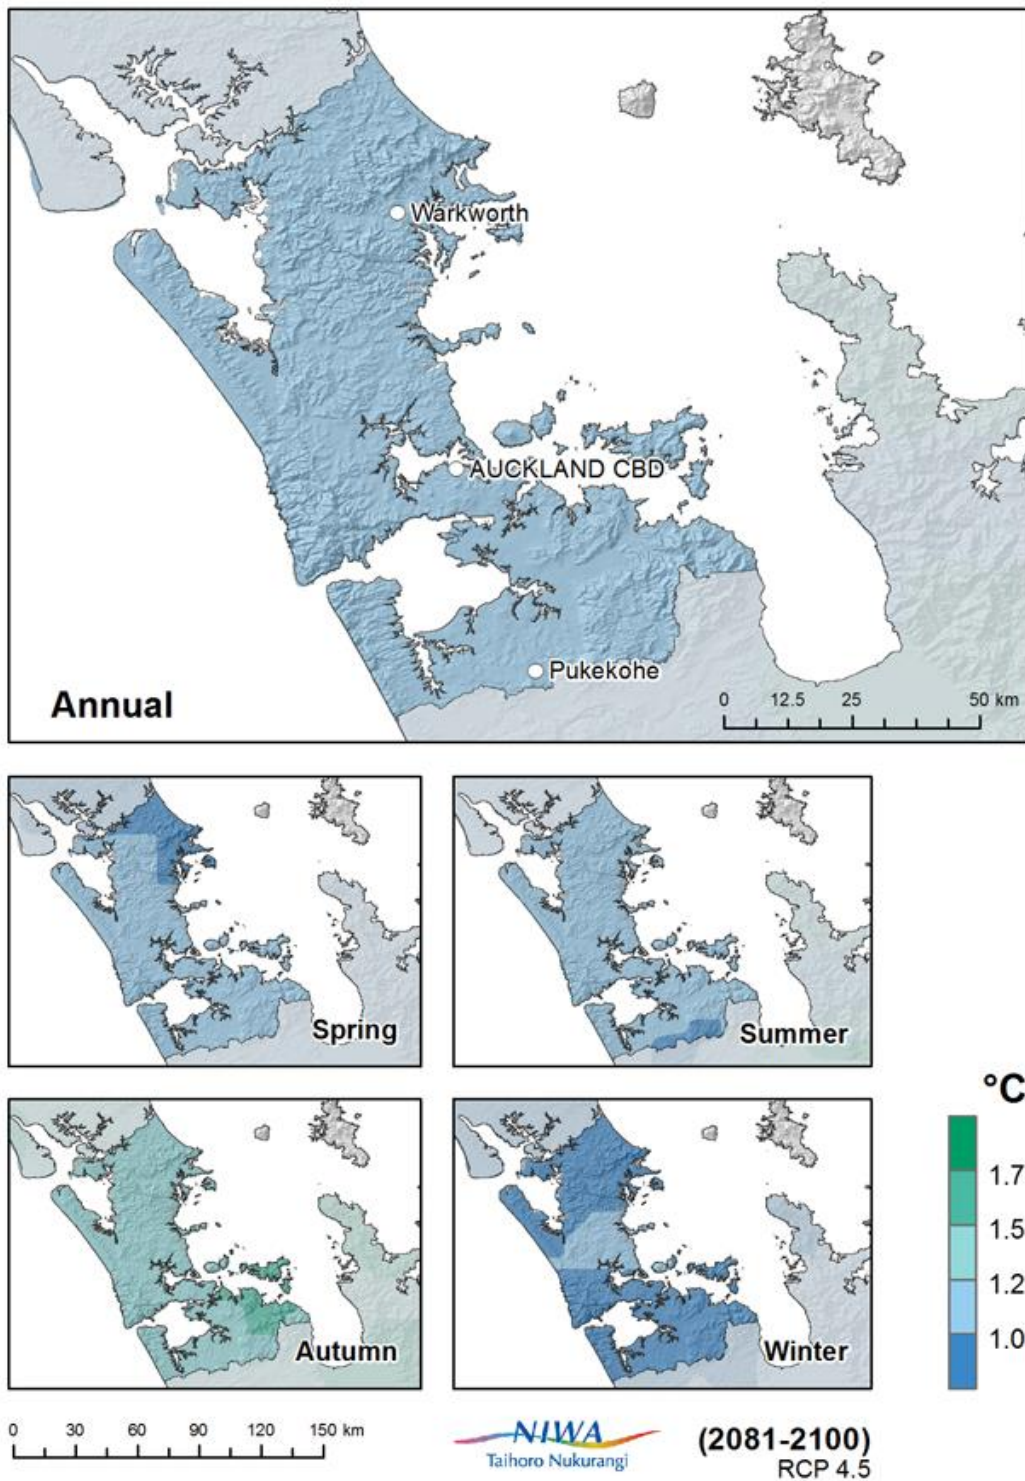 Warkworth
AUCKLAND CBD
Pukekohe
Annual
0 12.5 25 50 km
Spring
Summer
Autumn
Winter
°C
1.7
1.5
1.2
1.0
0 30 60 90 120 150 km
NIWA
Taihoro Nukurangi
(2081-2100)
RCP 4.5